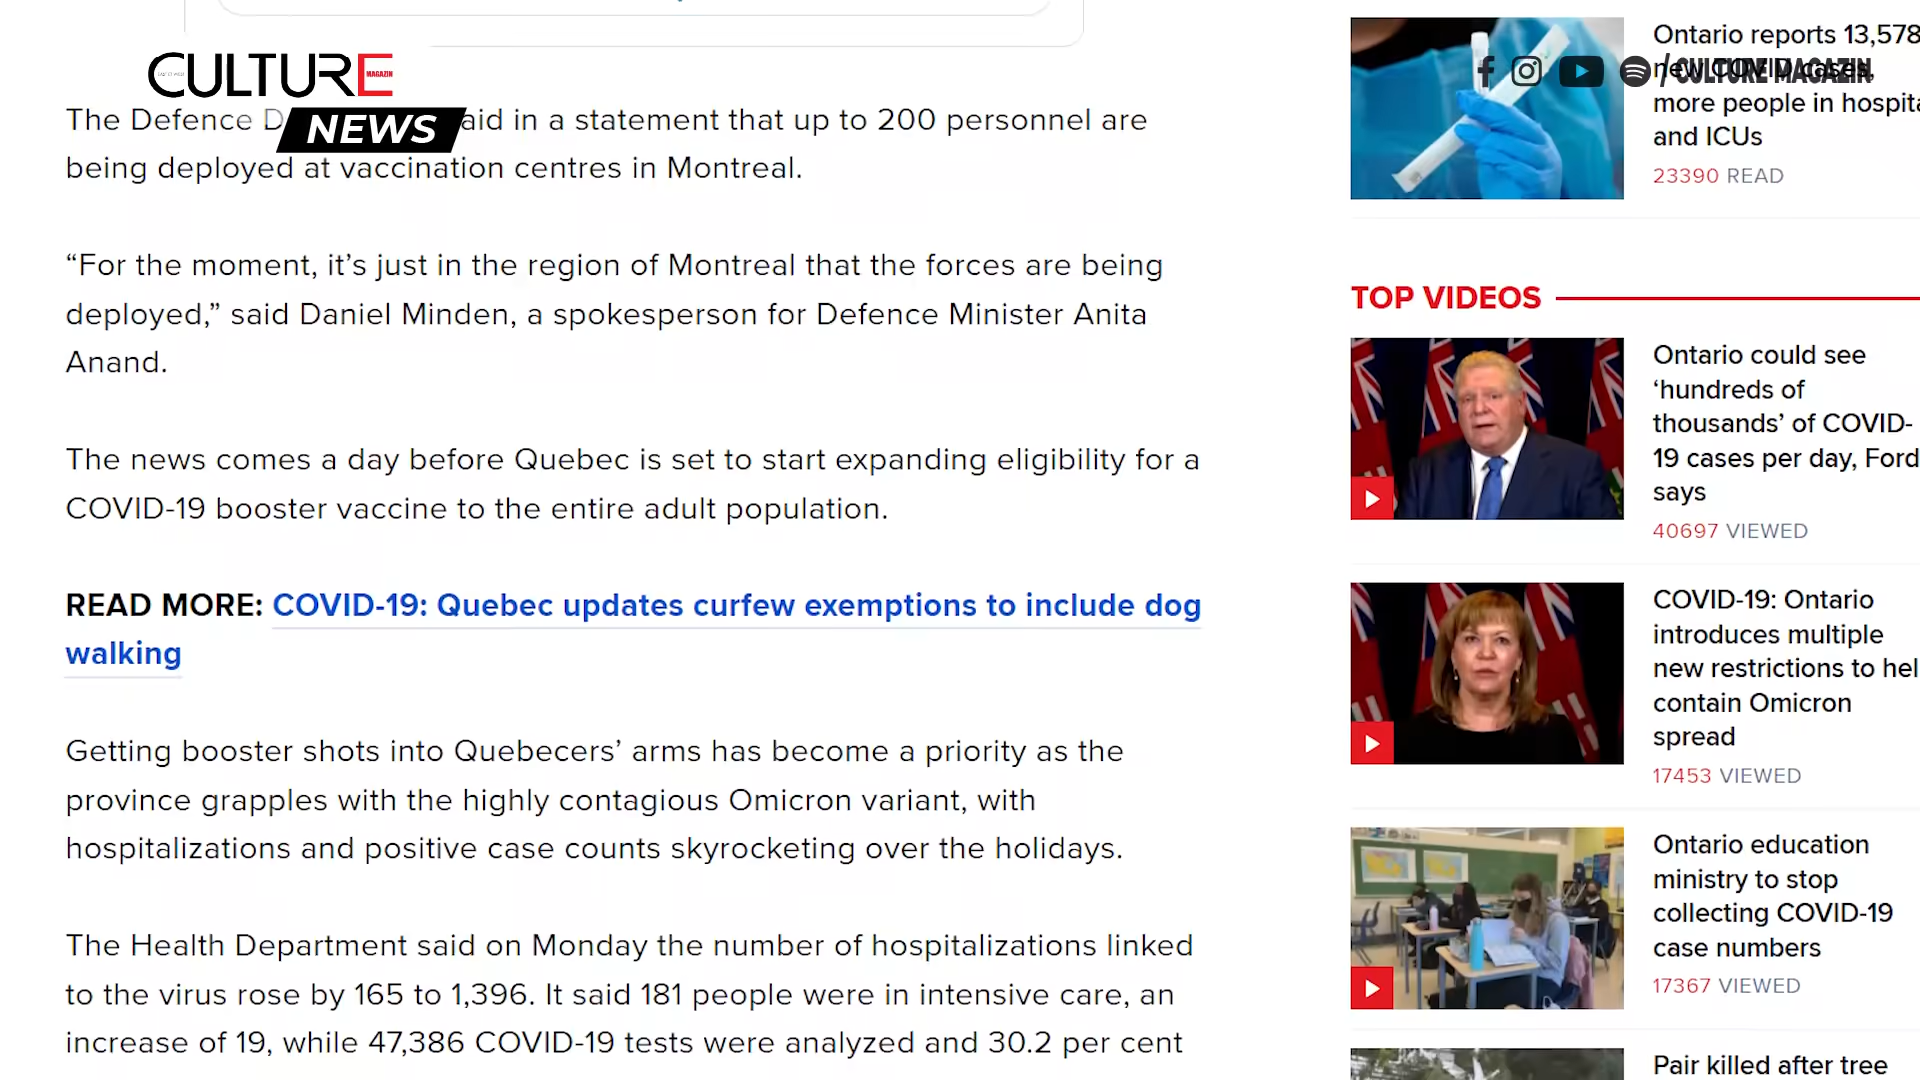 CULTURE
MAGAZIN
NEWS
The Defence D aid in a statement that up to 200 personnel are
being deployed at vaccination centres in Montreal.
“For the moment, it’s just in the region of Montreal that the forces are being
deployed,” said Daniel Minden, a spokesperson for Defence Minister Anita
Anand.
The news comes a day before Quebec is set to start expanding eligibility for a
COVID-19 booster vaccine to the entire adult population.
READ MORE: COVID-19: Quebec updates curfew exemptions to include dog
walking
Getting booster shots into Quebecers’ arms has become a priority as the
province grapples with the highly contagious Omicron variant, with
hospitalizations and positive case counts skyrocketing over the holidays.
The Health Department said on Monday the number of hospitalizations linked
to the virus rose by 165 to 1,396. It said 181 people were in intensive care, an
increase of 19, while 47,386 COVID-19 tests were analyzed and 30.2 per cent
Ontario reports 13,578
new COVID cases,
more people in hospita
and ICUs
23390 READ
/CULTURE MAGAZIN
TOP VIDEOS
Ontario could see
‘hundreds of
thousands’ of COVID-
19 cases per day, Ford
says
40697 VIEWED
COVID-19: Ontario
introduces multiple
new restrictions to hel
contain Omicron
spread
17453 VIEWED
Ontario education
ministry to stop
collecting COVID-19
case numbers
17367 VIEWED
Pair killed after tree